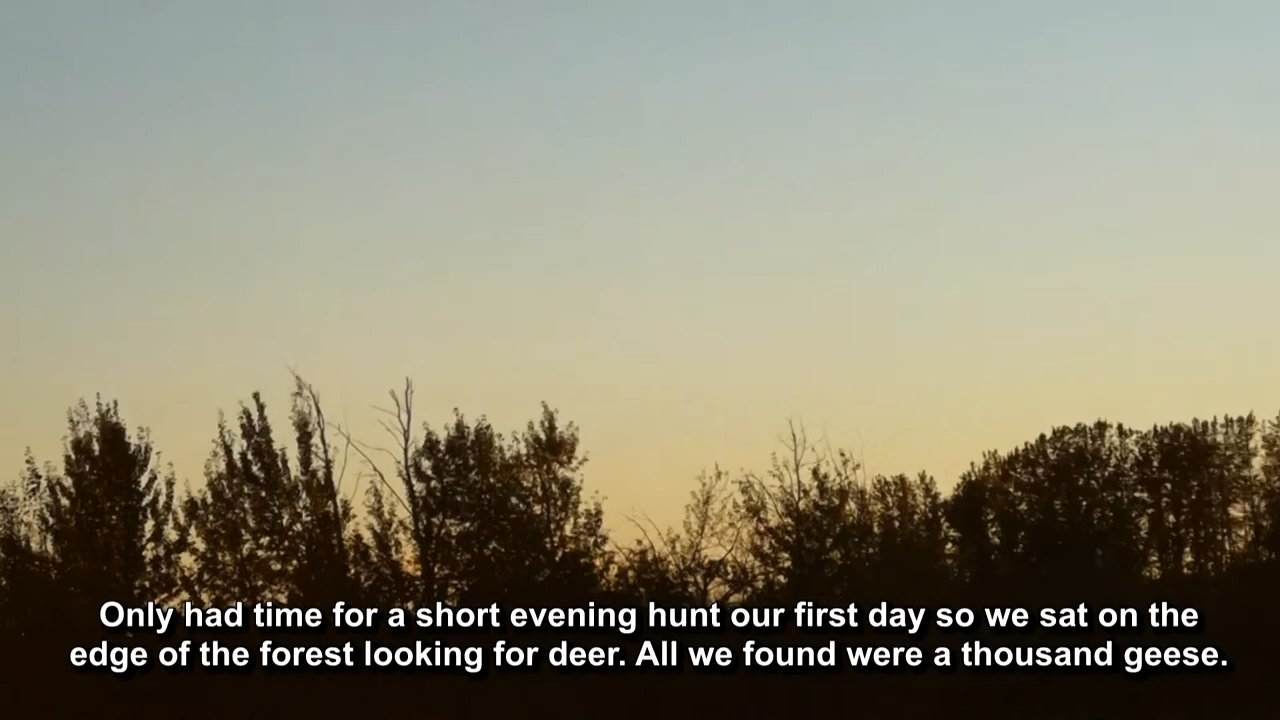 Only had time for a short evening hunt our first day so we sat on the
edge of the forest looking for deer. All we found were a thousand geese.